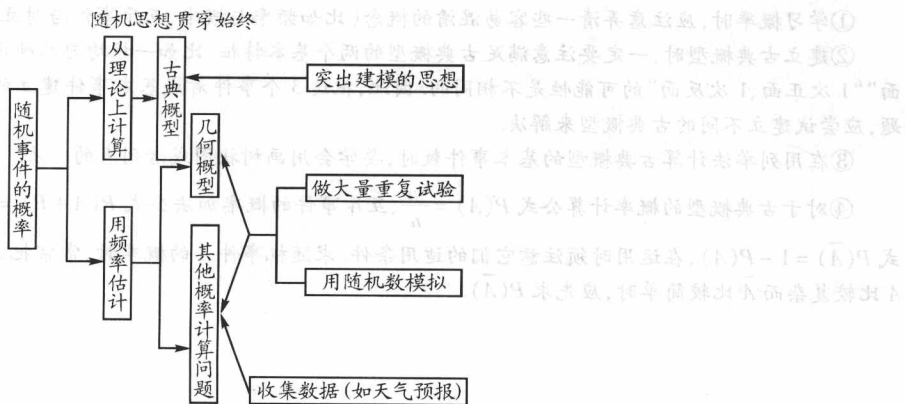 随机思想贯穿始终
随机事件的概率
从理论上计算
古典概型
突出建模的思想
几何概型
用频率估计
做大量重复试验
用随机数模拟
其他概率计算问题
收集数据(如天气预报)